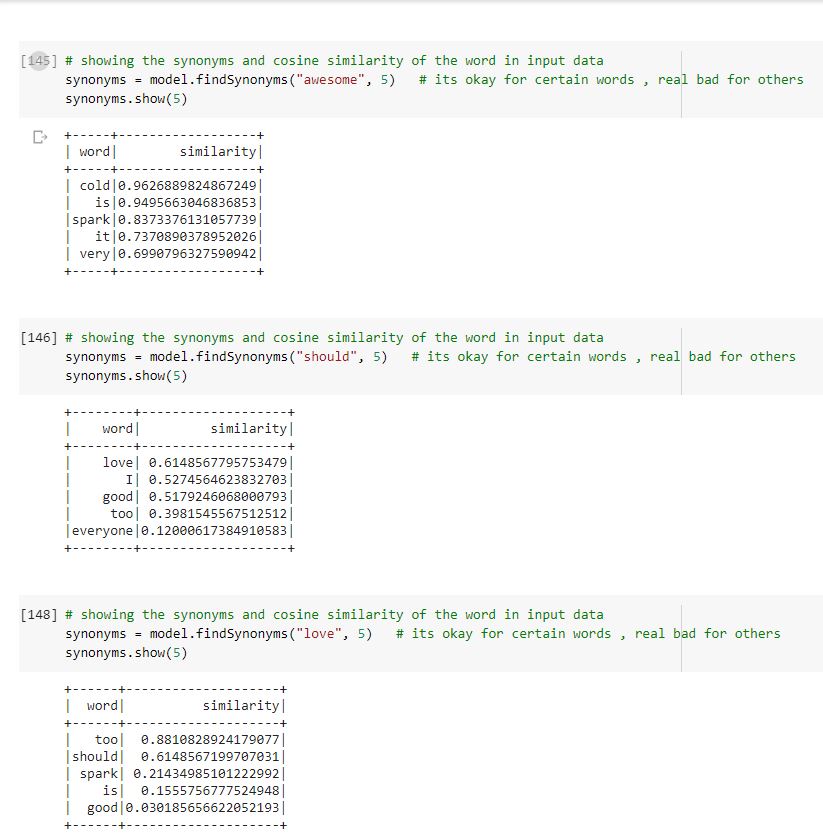 [145] # showing the synonyms and cosine similarity of the word in input data
synonyms = model.findSynonyms("awesome", 5)   # its okay for certain words , real bad for others
synonyms.show(5)
+-----+------------------+
| word|        similarity|
+-----+------------------+
| cold|0.9626889824867249|
|   is|0.9495663046836853|
|spark|0.8373376131057739|
|   it|0.7370890378952026|
| very|0.6990796327590942|
+-----+------------------+
[146] # showing the synonyms and cosine similarity of the word in input data
synonyms = model.findSynonyms("should", 5)   # its okay for certain words , real bad for others
synonyms.show(5)
+--------+-------------------+
|    word|         similarity|
+--------+-------------------+
|    love| 0.6148567795753479|
|       I| 0.5274564623832703|
|    good| 0.5179246068000793|
|     too| 0.3981545567512512|
|everyone|0.12000617384910583|
+--------+-------------------+
[148] # showing the synonyms and cosine similarity of the word in input data
synonyms = model.findSynonyms("love", 5)   # its okay for certain words , real bad for others
synonyms.show(5)
+------+--------------------+
|  word|          similarity|
+------+--------------------+
|   too|  0.8810828924179077|
|should|  0.6148567199707031|
| spark| 0.21434985101222992|
|    is|  0.1555756777524948|
|  good|0.030185656622052193|
+------+--------------------+